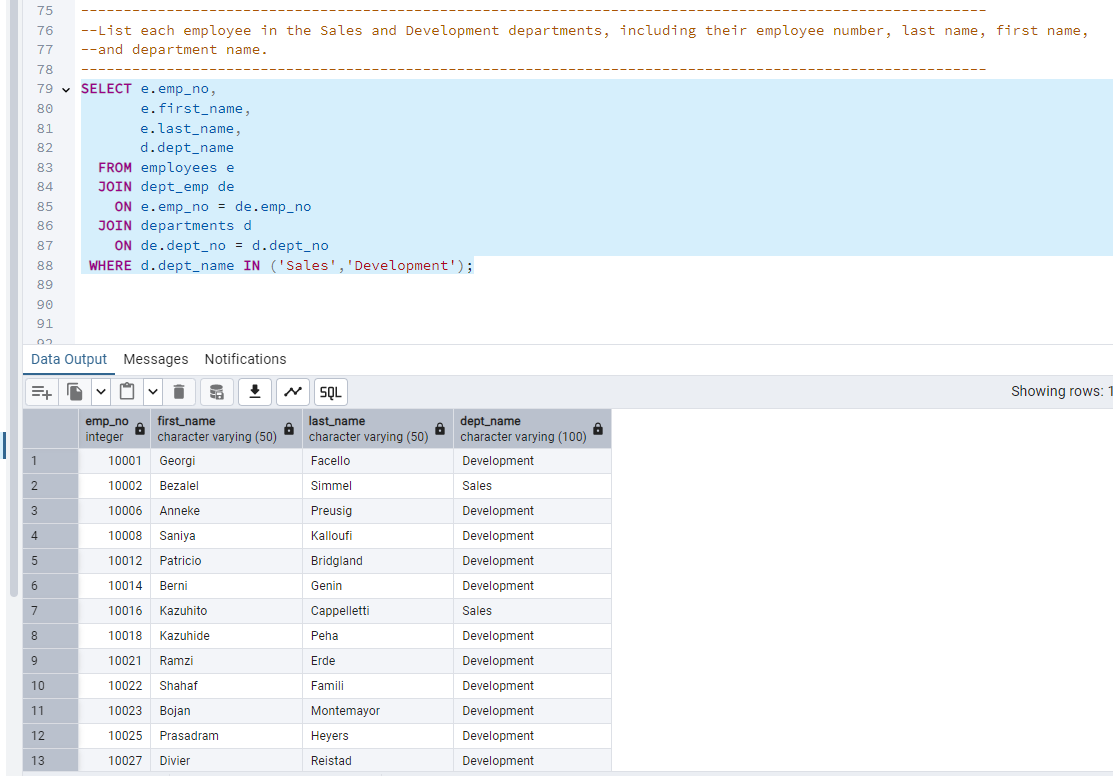 75 ----------------------------------------------------------------------------------------------------------
76 --List each employee in the Sales and Development departments, including their employee number, last name, first name,
77 --and department name.
78 ----------------------------------------------------------------------------------------------------------
79 SELECT e.emp_no,
80 e.first_name,
81 e.last_name,
82 d.dept_name
83 FROM employees e
84 JOIN dept_emp de
85 ON e.emp_no = de.emp_no
86 JOIN departments d
87 ON de.dept_no = d.dept_no
88 WHERE d.dept_name IN ('Sales','Development');
89
90
91
92
Data Output Messages Notifications
SQL Showing rows: 1
emp_no first_name last_name dept_name
integer character varying (50) character varying (50) character varying (100)
1 10001 Georgi Facello Development
2 10002 Bezalel Simmel Sales
3 10006 Anneke Preusig Development
4 10008 Saniya Kalloufi Development
5 10012 Patricio Bridgland Development
6 10014 Berni Genin Development
7 10016 Kazuhito Cappelletti Sales
8 10018 Kazuhide Peha Development
9 10021 Ramzi Erde Development
10 10022 Shahaf Famili Development
11 10023 Bojan Montemayor Development
12 10025 Prasadram Heyers Development
13 10027 Divier Reistad Development